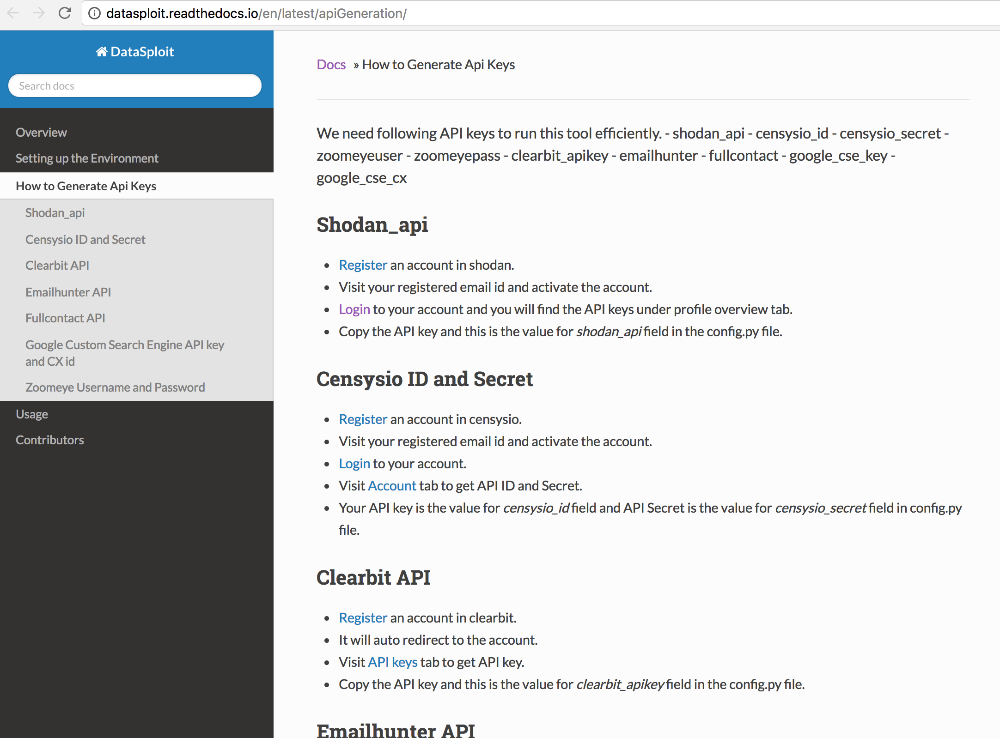 datasploit.readthedocs.io/en/latest/apiGeneration/
DataSploit
Search docs
Overview
Setting up the Environment
How to Generate Api Keys
Shodan_api
Censysio ID and Secret
Clearbit API
Emailhunter API
Fullcontact API
Google Custom Search Engine API key
and CX id
Zoomeye Username and Password
Usage
Contributors
Docs » How to Generate Api Keys
We need following API keys to run this tool efficiently. - shodan_api - censysio_id - censysio_secret -
zoomeyeuser - zoomeyepass - clearbit_apikey - emailhunter - fullcontact - google_cse_key -
google_cse_cx
Shodan_api
• Register an account in shodan.
• Visit your registered email id and activate the account.
• Login to your account and you will find the API keys under profile overview tab.
• Copy the API key and this is the value for shodan_api field in the config.py file.
Censysio ID and Secret
• Register an account in censysio.
• Visit your registered email id and activate the account.
• Login to your account.
• Visit Account tab to get API ID and Secret.
• Your API key is the value for censysio_id field and API Secret is the value for censysio_secret field in config.py
file.
Clearbit API
• Register an account in clearbit.
• It will auto redirect to the account.
• Visit API keys tab to get API key.
• Copy the API key and this is the value for clearbit_apikey field in the config.py file.
Emailhunter API